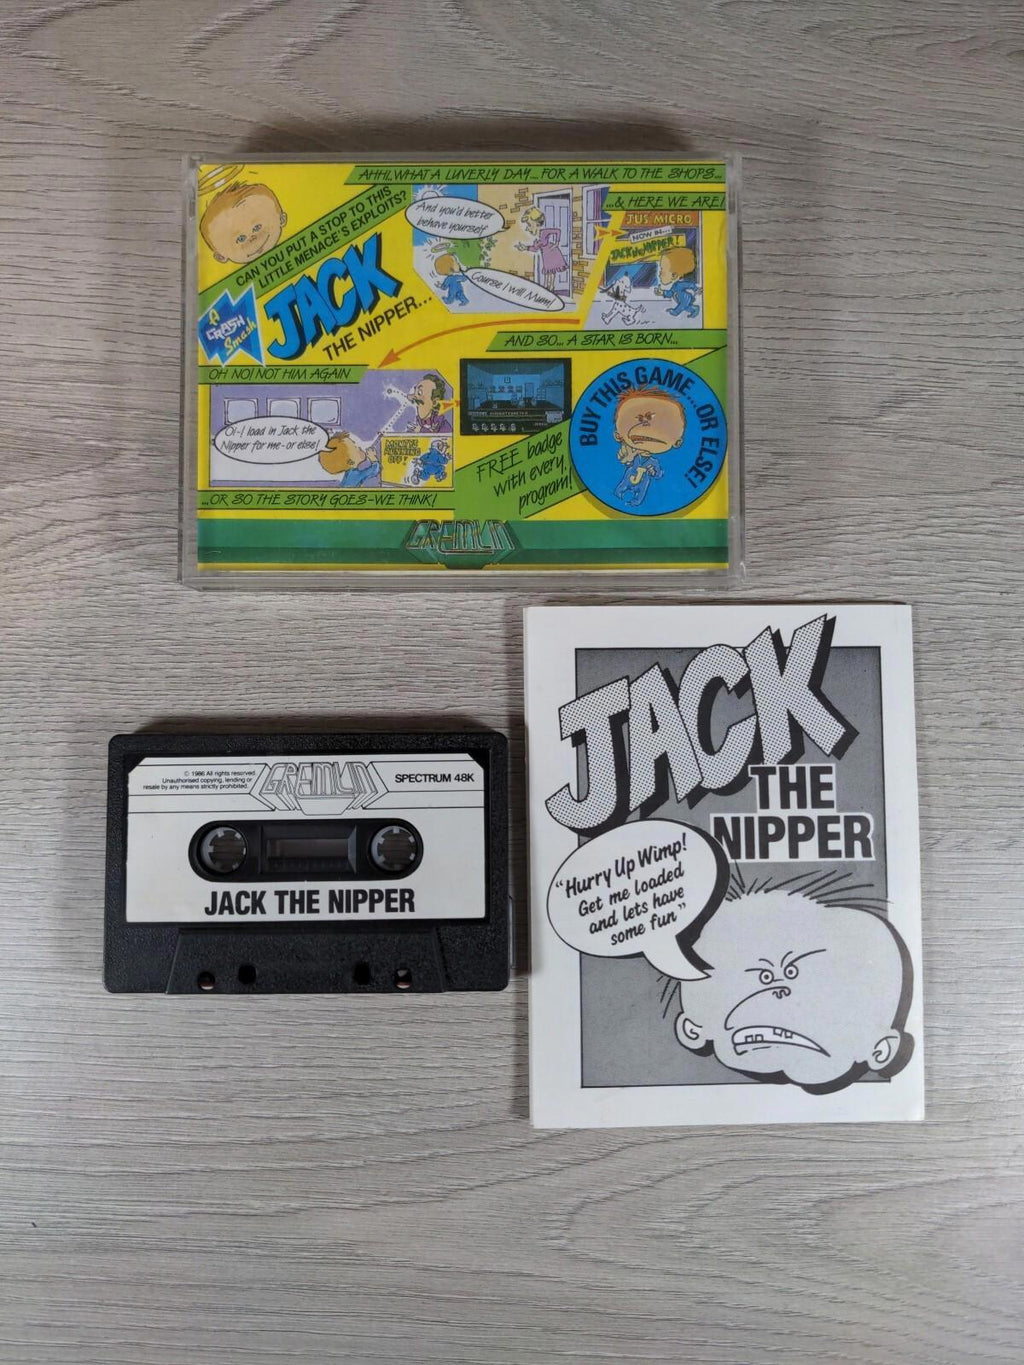 AHH!..WHAT A LUVERLY DAY... FOR A WALK TO THE SHOPS...
CAN YOU PUT A STOP TO THIS
LITTLE MENACE'S EXPLOITS?
And you'd better
behave yourself
Course I will Mum!
...& HERE WE ARE!
JUS MICRO
NOW IN...
JACK THE NIPPER!
A
CRASH
Smash
JACK
THE NIPPER...
AND SO... A STAR IS BORN...
OH NO! NOT HIM AGAIN
Oi-! load in Jack the
Nipper for me-or else!
MONTY'S
RUNNING
OFF!
BUY THIS GAME...OR ELSE!
J
FREE badge
with every
program!
...OR SO THE STORY GOES-WE THINK!
GREMLIN
© 1986 All rights reserved.
Unauthorised copying, lending or
resale by any means strictly prohibited.
GREMLIN
SPECTRUM 48K
JACK THE NIPPER
JACK
THE
NIPPER
"Hurry Up Wimp!
Get me loaded
and lets have
some fun"